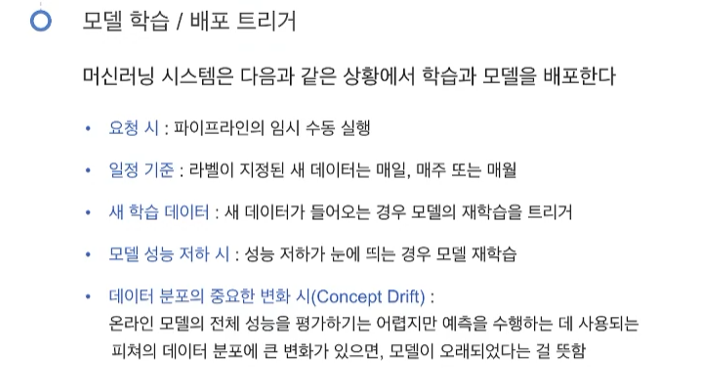 모델 학습 / 배포 트리거
머신러닝 시스템은 다음과 같은 상황에서 학습과 모델을 배포한다
• 요청 시 : 파이프라인의 임시 수동 실행
• 일정 기준 : 라벨이 지정된 새 데이터는 매일, 매주 또는 매월
• 새 학습 데이터 : 새 데이터가 들어오는 경우 모델의 재학습을 트리거
• 모델 성능 저하 시 : 성능 저하가 눈에 띄는 경우 모델 재학습
• 데이터 분포의 중요한 변화 시(Concept Drift) :
온라인 모델의 전체 성능을 평가하기는 어렵지만 예측을 수행하는 데 사용되는
피쳐의 데이터 분포에 큰 변화가 있으면, 모델이 오래되었다는 걸 뜻함